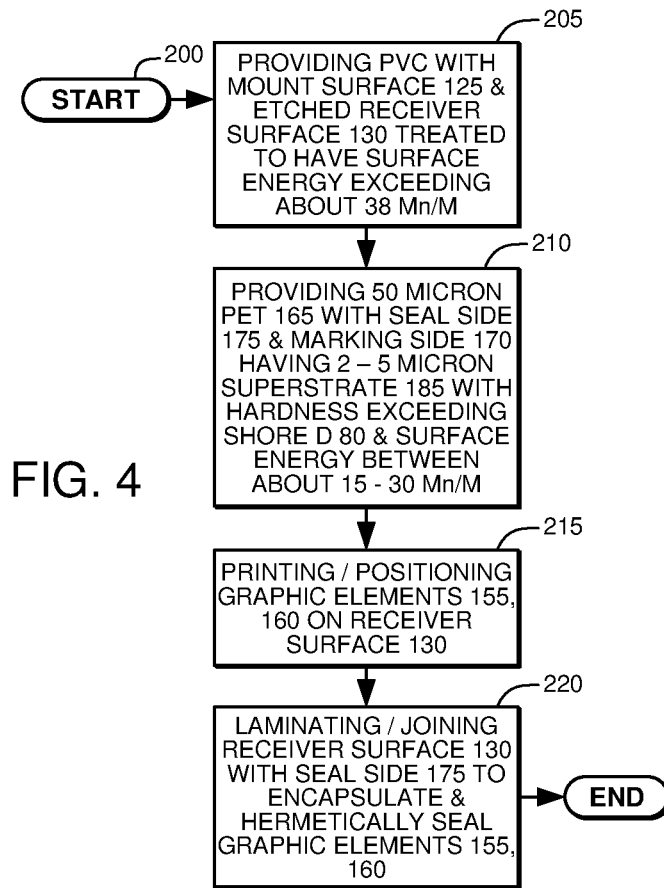 205
200
START
PROVIDING PVC WITH
MOUNT SURFACE 125 &
ETCHED RECEIVER
SURFACE 130 TREATED
TO HAVE SURFACE
ENERGY EXCEEDING
ABOUT 38 Mn/M
210
PROVIDING 50 MICRON
PET 165 WITH SEAL SIDE
175 & MARKING SIDE 170
HAVING 2 – 5 MICRON
SUPERSTRATE 185 WITH
HARDNESS EXCEEDING
SHORE D 80 & SURFACE
ENERGY BETWEEN
ABOUT 15 - 30 Mn/M
FIG. 4
215
PRINTING / POSITIONING
GRAPHIC ELEMENTS 155,
160 ON RECEIVER
SURFACE 130
220
LAMINATING / JOINING
RECEIVER SURFACE 130
WITH SEAL SIDE 175 TO
ENCAPSULATE &
HERMETICALLY SEAL
GRAPHIC ELEMENTS 155,
160
END